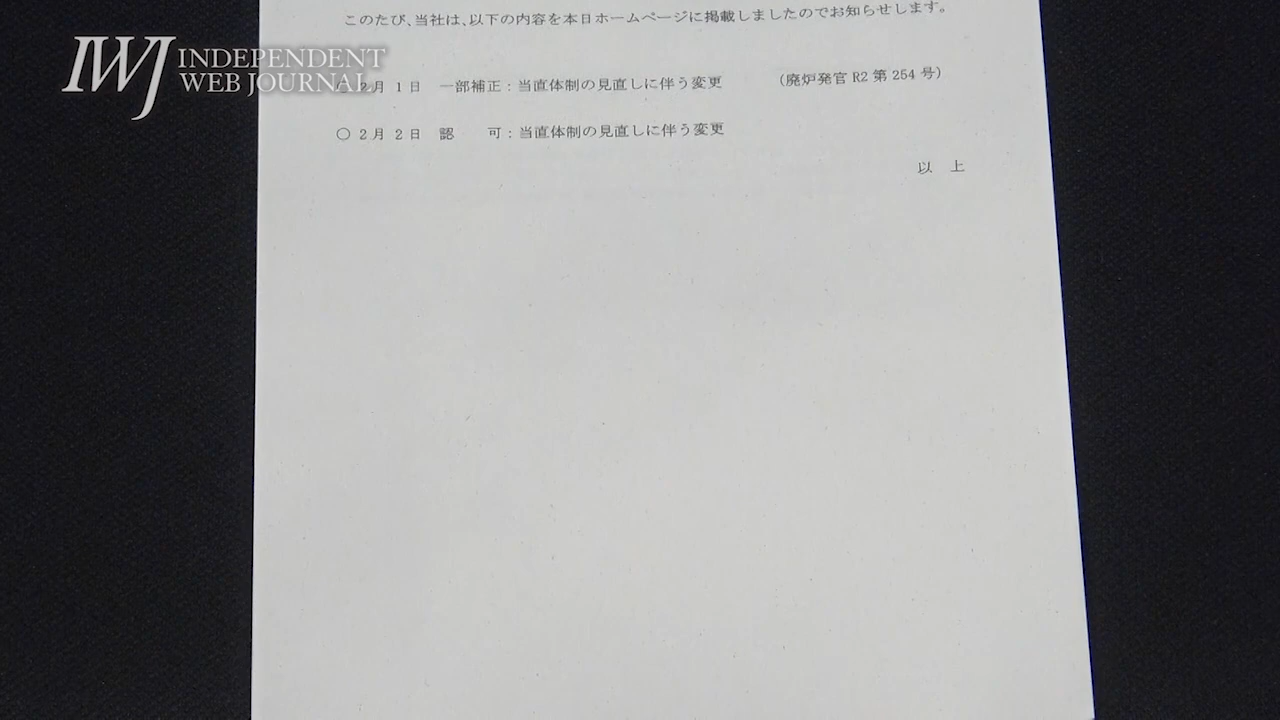 このたび、当社は、以下の内容を本日ホームページに掲載しましたのでお知らせします。
IWJ INDEPENDENT
WEB JOURNAL
○ 2月 1日 一部補正：当直体制の見直しに伴う変更 （廃炉発官 R2 第 254 号）
○ 2月 2日 認 可：当直体制の見直しに伴う変更
以 上